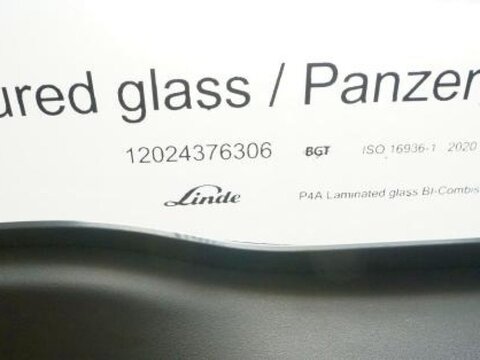 ured glass / Panzer
12024376306 BGT ISO 16936-1 2020
Linde P4A Laminated glass BI-Combis